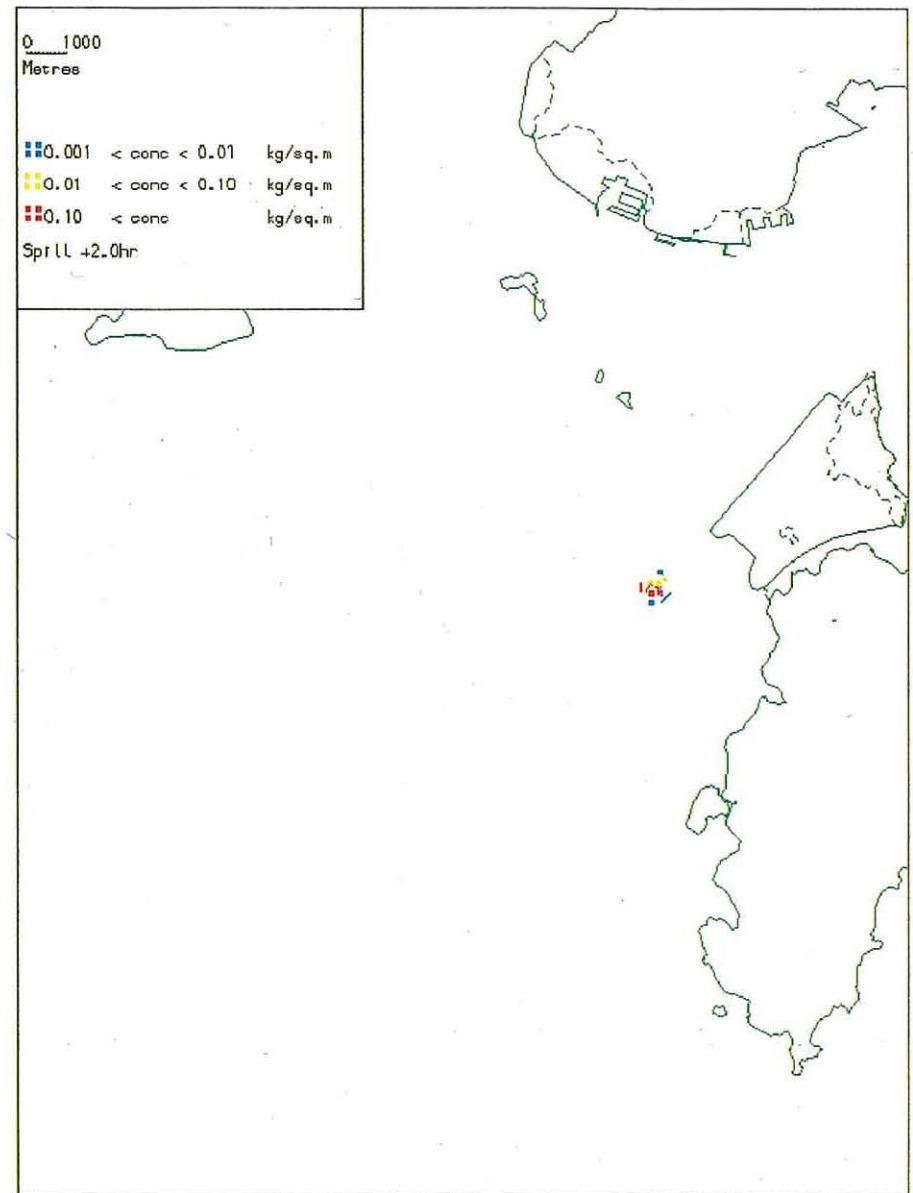 0 1000
Metres
0.001 < conc < 0.01 kg/sq.m
0.01 < conc < 0.10 kg/sq.m
0.10 < conc kg/sq.m
Spill +2.0hr